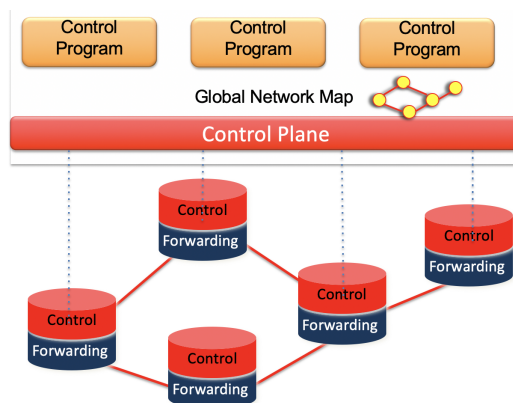 Control
Program
Control
Program
Control
Program
Global Network Map
Control Plane
Control
Forwarding
Control
Forwarding
Control
Forwarding
Control
Forwarding
Control
Forwarding